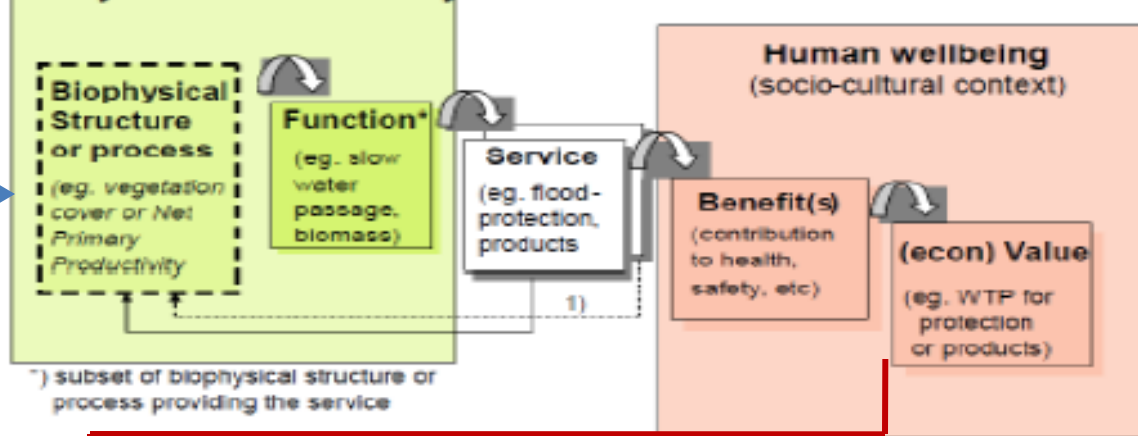 Biophysical
Structure
or process
(eg. vegetation
cover or Net
Primary
Productivity
Function*
(eg. slow
water
passage,
biomass)
Service
(eg. flood-
protection,
products
1)
Human wellbeing
(socio-cultural context)
Benefit(s)
(contribution
to health,
safety, etc)
(econ) Value
(eg. WTP for
protection
or products)
*) subset of biophysical structure or
process providing the service